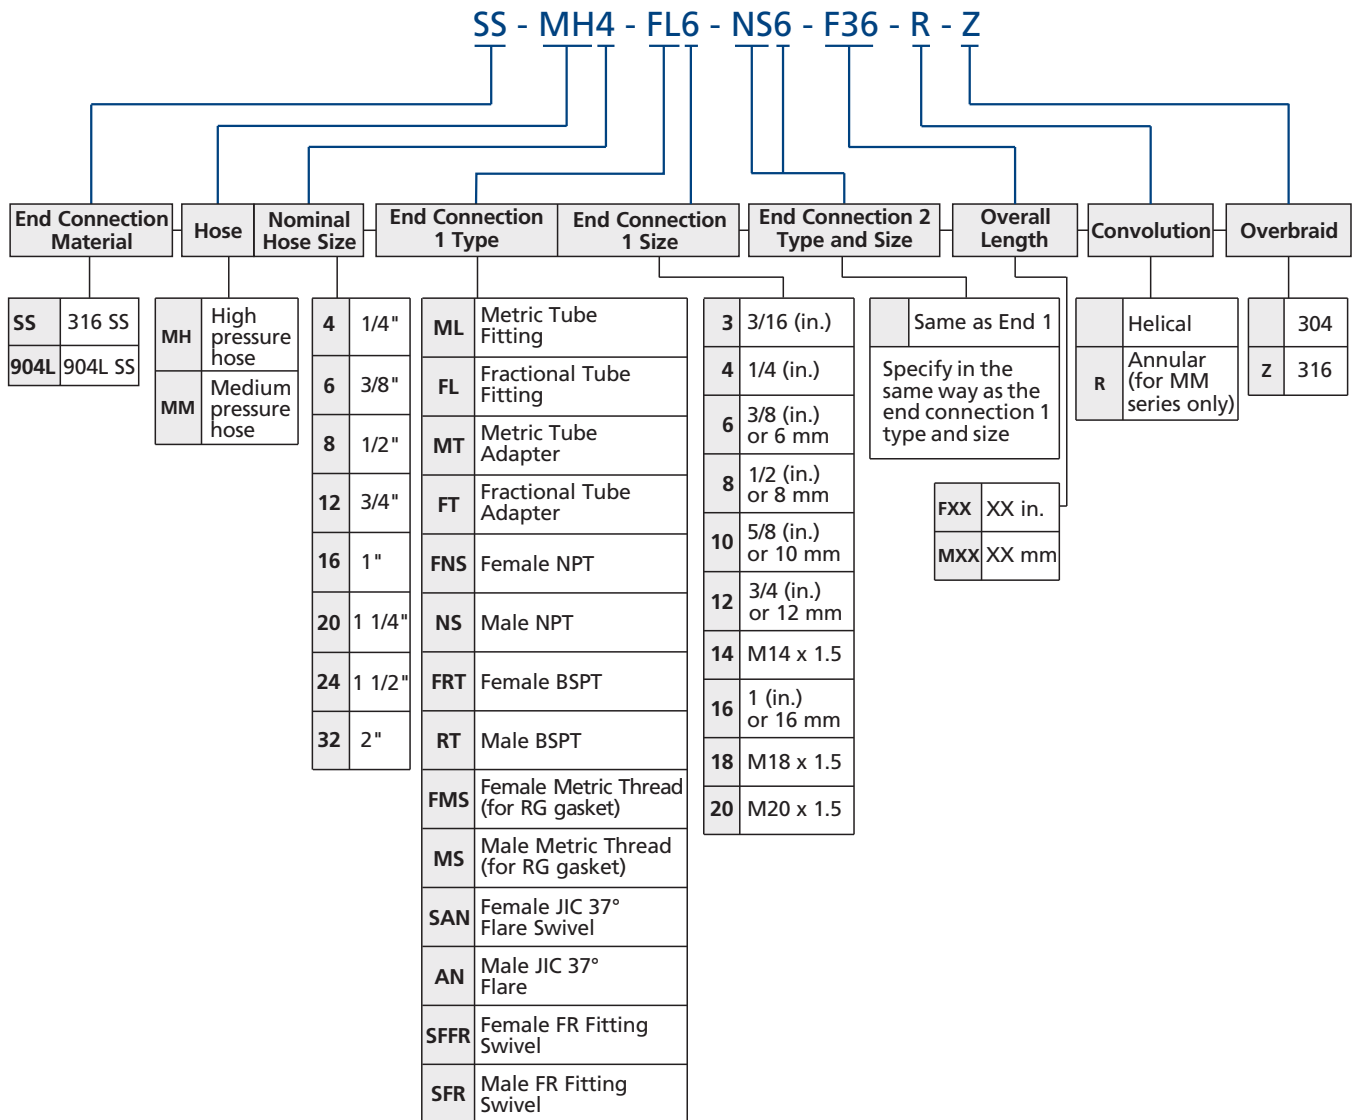 SS - MH4 - FL6 - NS6 - F36 - R - Z
End Connection
Material
Hose
Nominal
Hose Size
End Connection
1 Type
End Connection
1 Size
End Connection 2
Type and Size
Overall
Length
Convolution
Overbraid
SS 316 SS
904L 904L SS
MH High
pressure
hose
MM Medium
pressure
hose
4 1/4"
6 3/8"
8 1/2"
12 3/4"
16 1"
20 1 1/4"
24 1 1/2"
32 2"
ML Metric Tube
Fitting
FL Fractional Tube
Fitting
MT Metric Tube
Adapter
FT Fractional Tube
Adapter
FNS Female NPT
NS Male NPT
FRT Female BSPT
RT Male BSPT
FMS Female Metric Thread
(for RG gasket)
MS Male Metric Thread
(for RG gasket)
SAN Female JIC 37°
Flare Swivel
AN Male JIC 37°
Flare
SFFR Female FR Fitting
Swivel
SFR Male FR Fitting
Swivel
3 3/16 (in.)
4 1/4 (in.)
6 3/8 (in.)
or 6 mm
8 1/2 (in.)
or 8 mm
10 5/8 (in.)
or 10 mm
12 3/4 (in.)
or 12 mm
14 M14 x 1.5
16 1 (in.)
or 16 mm
18 M18 x 1.5
20 M20 x 1.5
Same as End 1
Specify in the
same way as the
end connection 1
type and size
FXX XX in.
MXX XX mm
Helical
R Annular
(for MM
series only)
304
Z 316